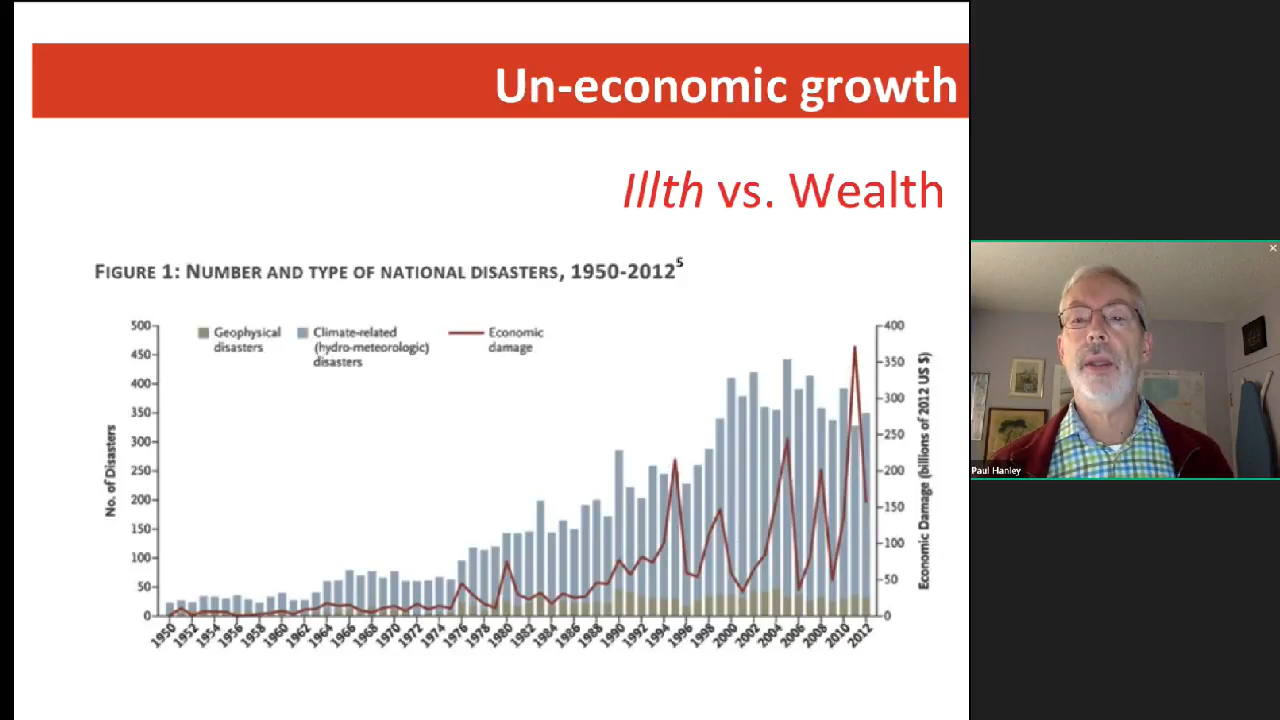 Un-economic growth
Illth vs. Wealth
FIGURE 1: NUMBER AND TYPE OF NATIONAL DISASTERS, 1950-2012⁵
Geophysical
disasters
Climate-related
(hydro-meteorologic)
disasters
Economic
damage
No. of Disasters
500
450
400
350
300
250
200
150
100
50
0
400
350
300
250
200
150
100
50
0
Economic Damage (billions of 2012 US $)
1950 1952 1954 1956 1958 1960 1962 1964 1966 1968 1970 1972 1974 1976 1978 1980 1982 1984 1986 1988 1990 1992 1994 1996 1998 2000 2002 2004 2006 2008 2010 2012
Paul Hanley